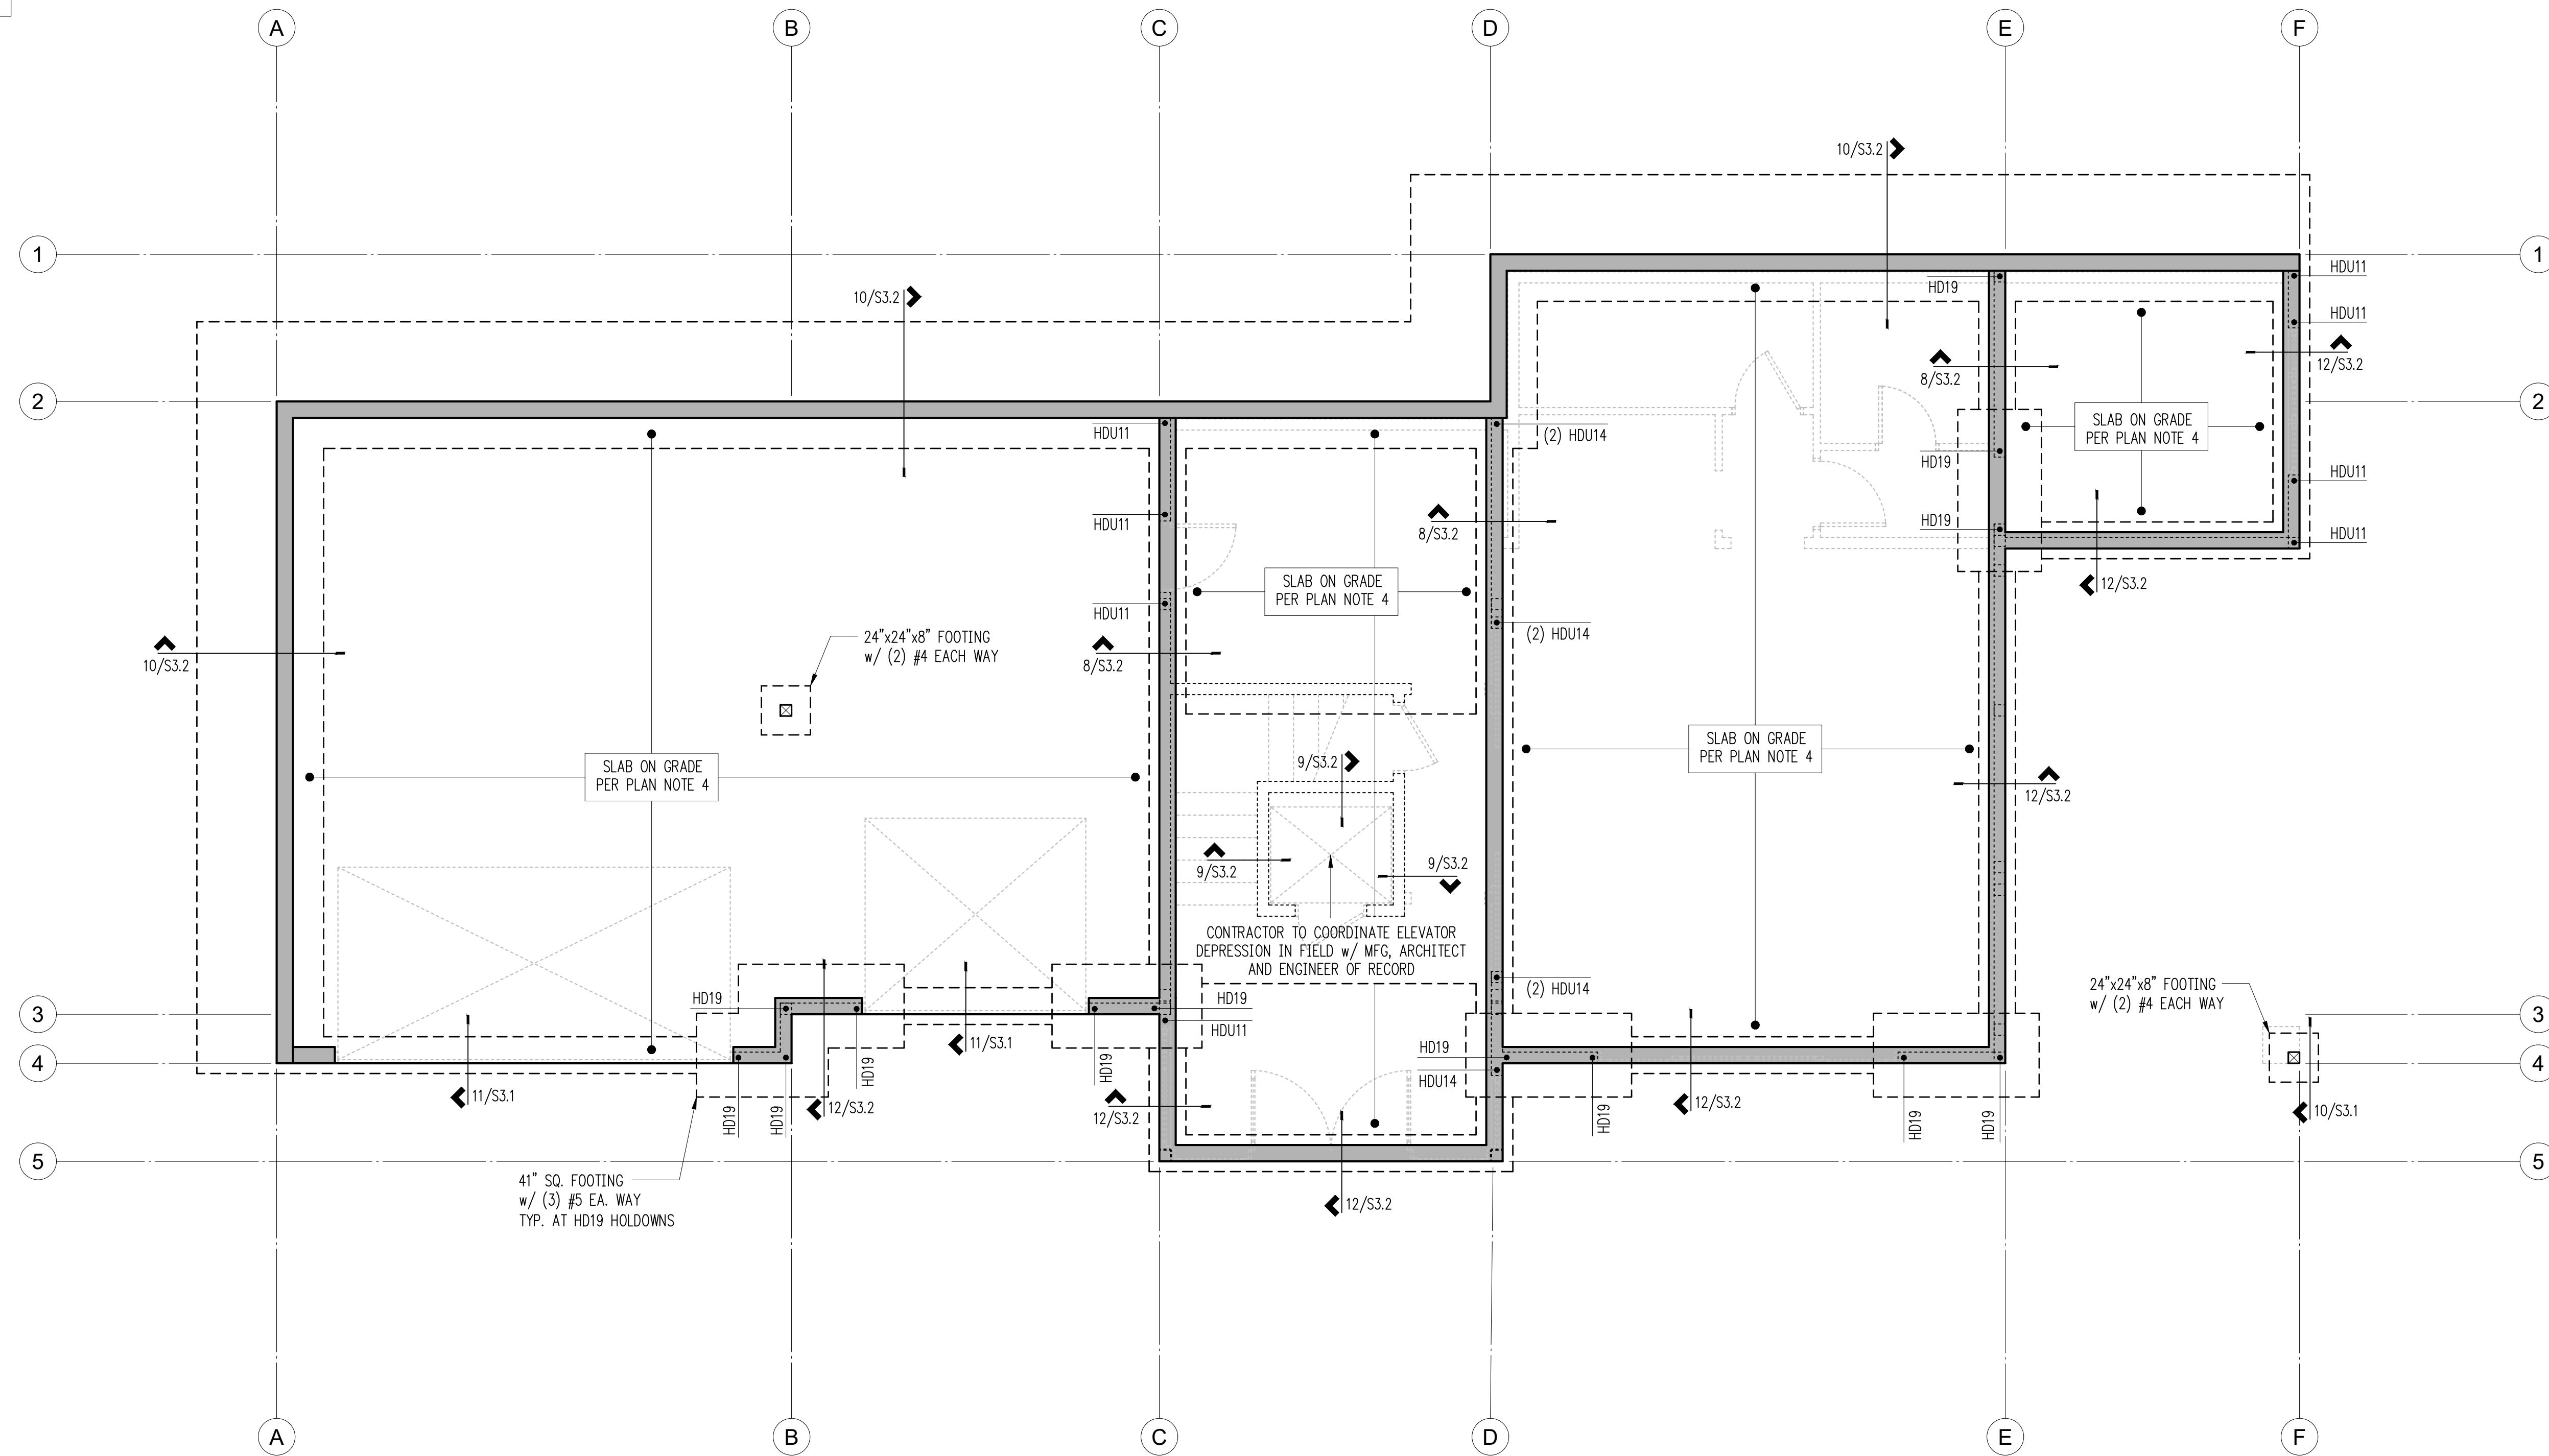 A
B
C
D
E
F
10/S3.2
1
1
HDU11
HD19
10/S3.2
HDU11
12/S3.2
8/S3.2
2
2
SLAB ON GRADE
PER PLAN NOTE 4
HDU11
(2) HDU14
HD19
HDU11
HDU11
8/S3.2
HD19
HDU11
SLAB ON GRADE
PER PLAN NOTE 4
12/S3.2
HDU11
(2) HDU14
24"x24"x8" FOOTING
w/ (2) #4 EACH WAY
10/S3.2
8/S3.2
SLAB ON GRADE
PER PLAN NOTE 4
SLAB ON GRADE
PER PLAN NOTE 4
9/S3.2
12/S3.2
9/S3.2
9/S3.2
CONTRACTOR TO COORDINATE ELEVATOR
DEPRESSION IN FIELD w/ MFG, ARCHITECT
AND ENGINEER OF RECORD
(2) HDU14
24"x24"x8" FOOTING
w/ (2) #4 EACH WAY
HD19
HD19
3
3
HDU11
11/S3.1
HD19
HD19
HD19
4
4
HDU14
11/S3.1
12/S3.2
12/S3.2
12/S3.2
10/S3.1
HD19
HD19
HD19
HD19
HD19
5
5
41" SQ. FOOTING
w/ (3) #5 EA. WAY
TYP. AT HD19 HOLDOWNS
12/S3.2
A
B
C
D
E
F